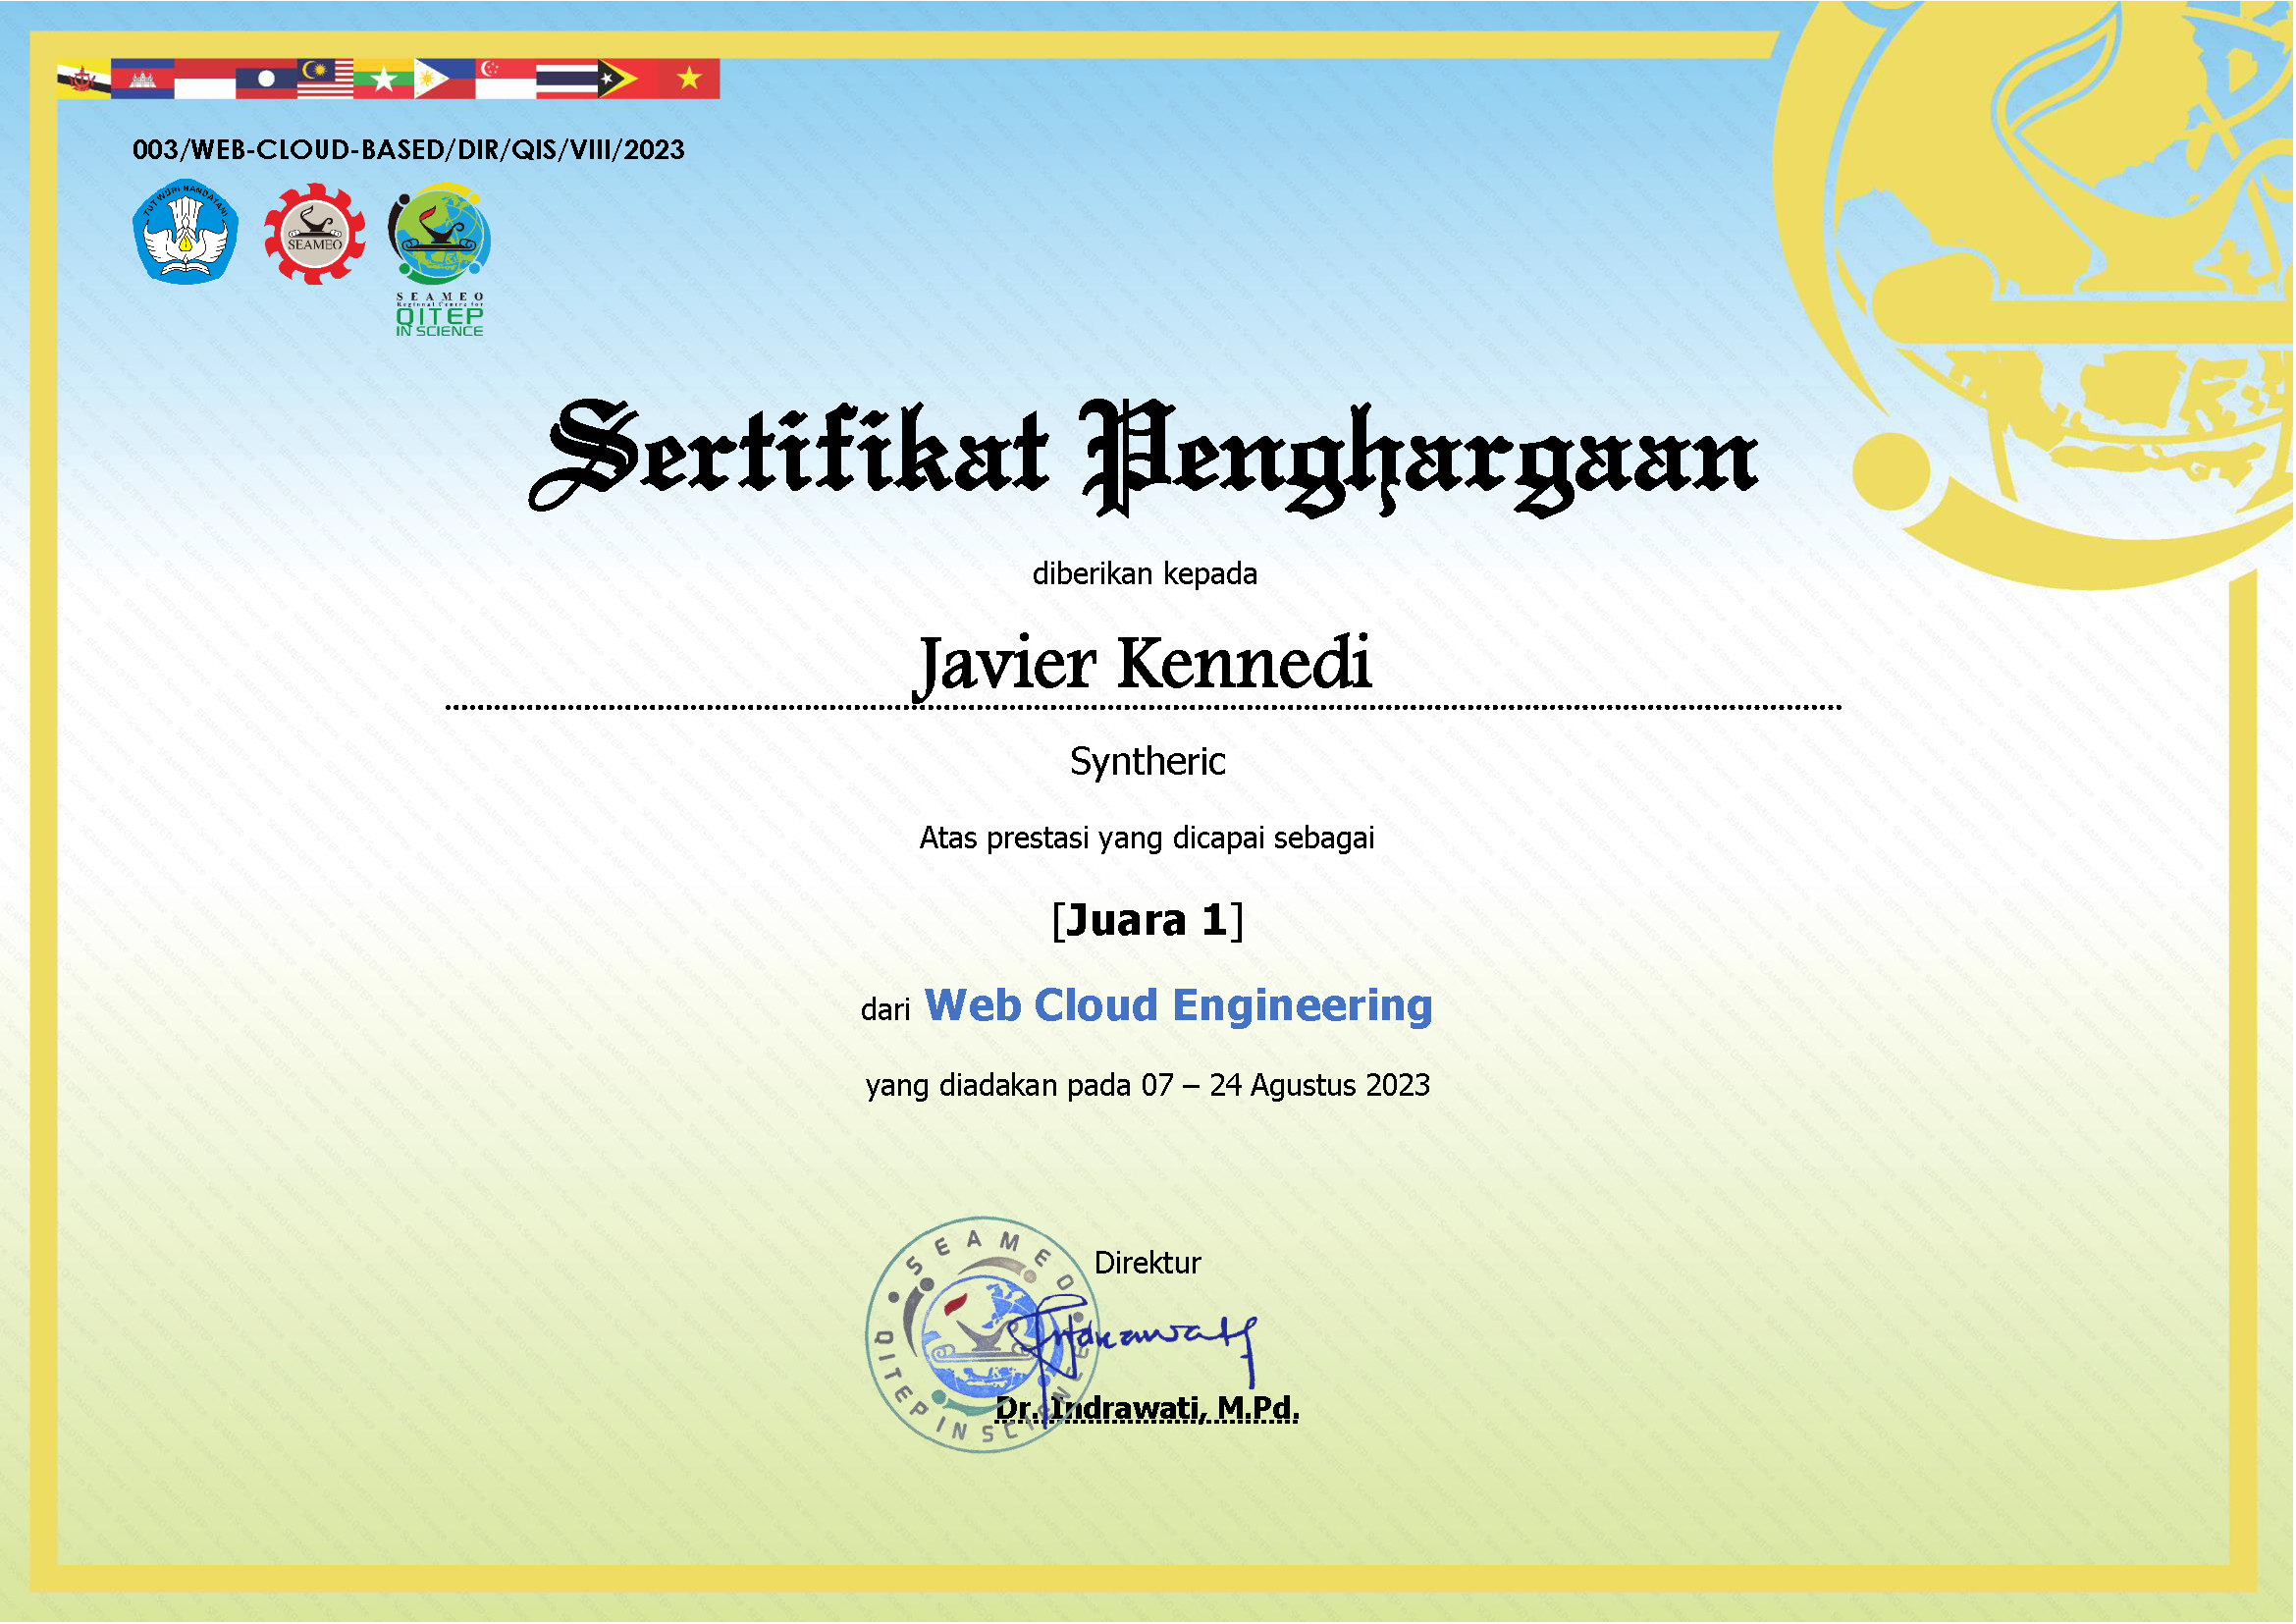 003/WEB-CLOUD-BASED/DIR/QIS/VIII/2023
TUT WURI HANDAYANI
SEAMEO
SEAMEO
Regional Centre for
QITEP
IN SCIENCE
Sertifikat Penghargaan
diberikan kepada
Javier Kennedi
Syntheric
Atas prestasi yang dicapai sebagai
[Juara 1]
dari Web Cloud Engineering
yang diadakan pada 07 – 24 Agustus 2023
SEAMEO
QITEP IN SCIENCE
Direktur
Indrawati
Dr. Indrawati, M.Pd.